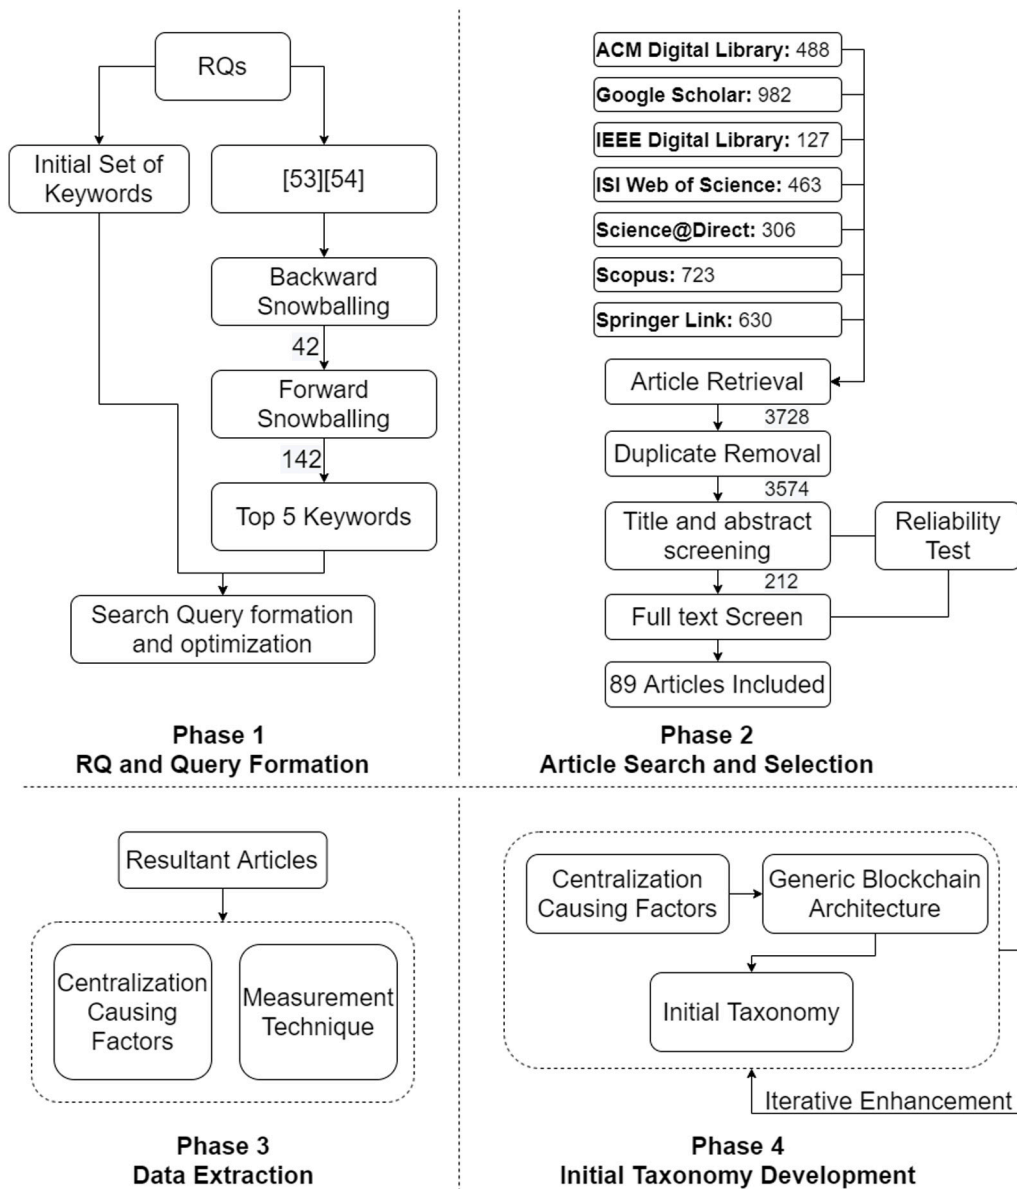 RQs
Initial Set of
Keywords
[53][54]
Backward
Snowballing
42
Forward
Snowballing
142
Top 5 Keywords
Search Query formation
and optimization
Phase 1
RQ and Query Formation
ACM Digital Library: 488
Google Scholar: 982
IEEE Digital Library: 127
ISI Web of Science: 463
Science@Direct: 306
Scopus: 723
Springer Link: 630
Article Retrieval
3728
Duplicate Removal
3574
Title and abstract
screening
Reliability
Test
212
Full text Screen
89 Articles Included
Phase 2
Article Search and Selection
Resultant Articles
Centralization
Causing
Factors
Measurement
Technique
Phase 3
Data Extraction
Centralization
Causing Factors
Generic Blockchain
Architecture
Initial Taxonomy
Iterative Enhancement
Phase 4
Initial Taxonomy Development